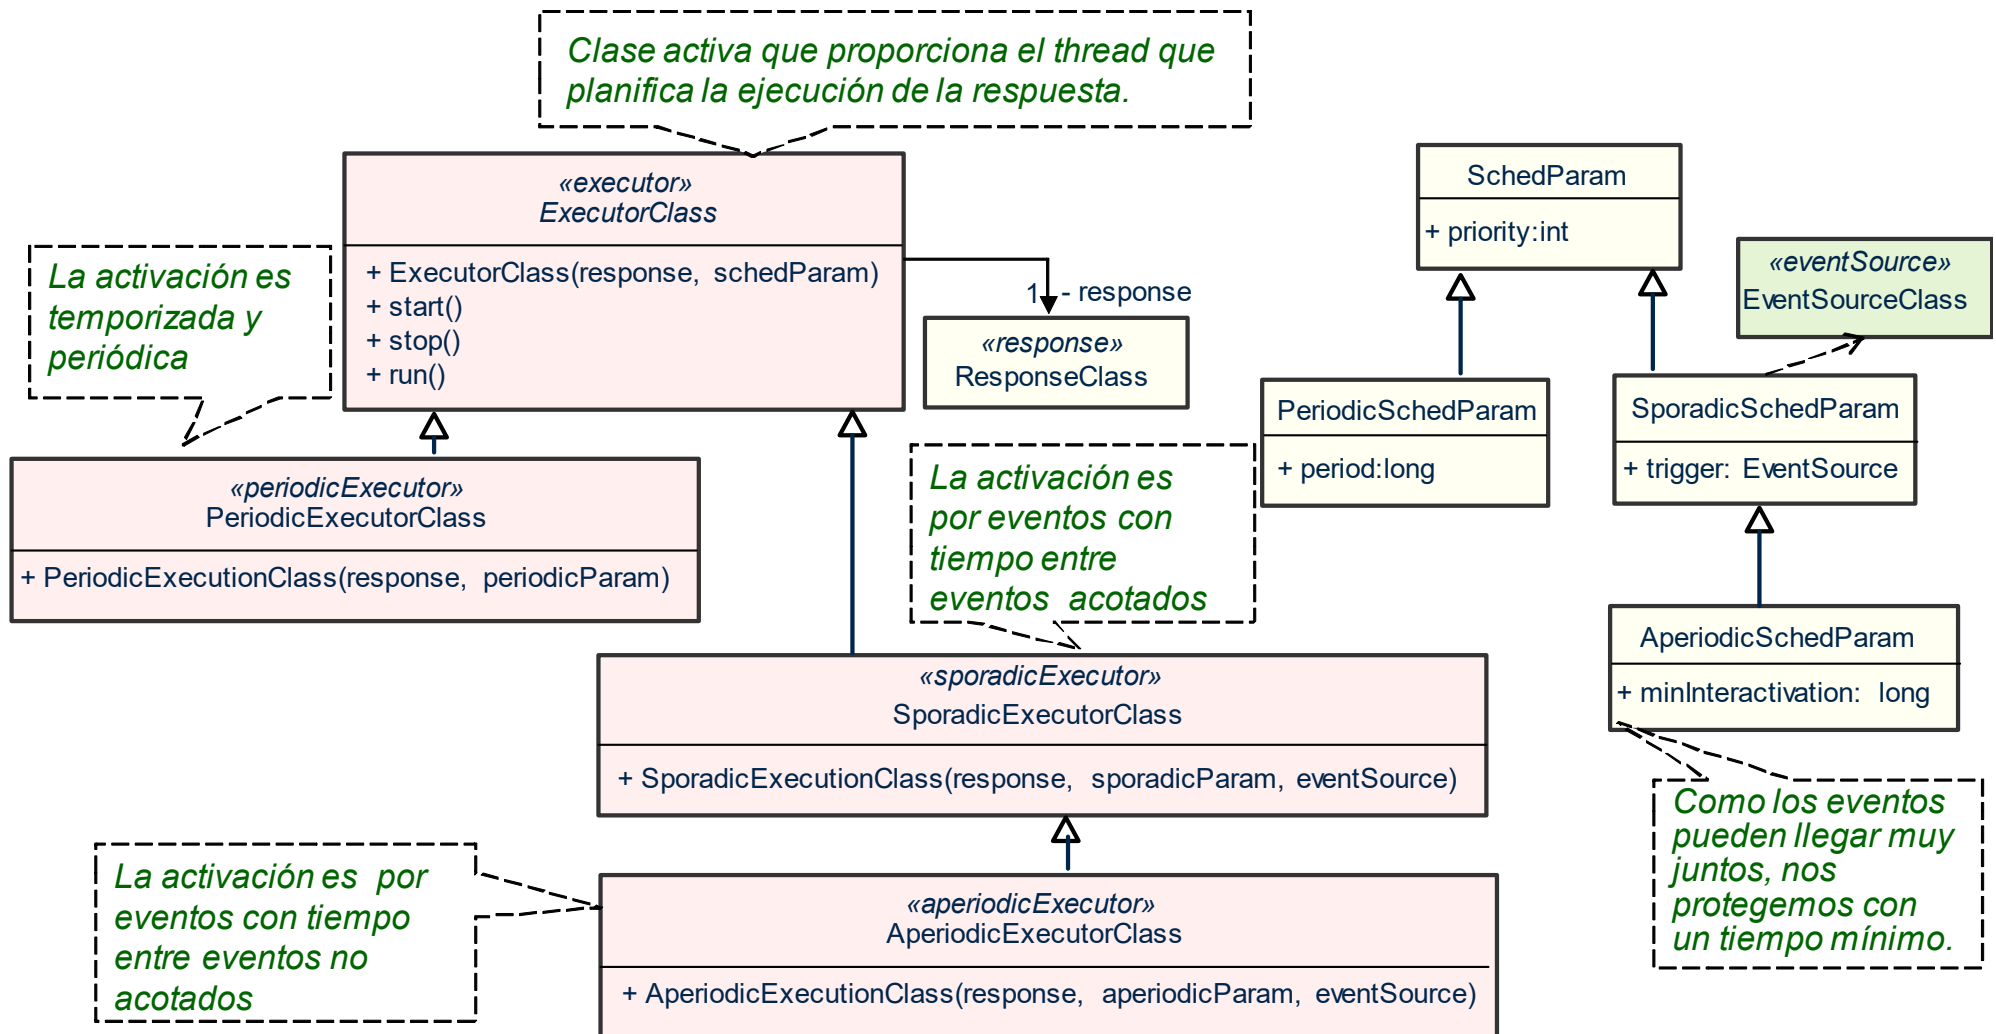 Clase activa que proporciona el thread que
planifica la ejecución de la respuesta.
«executor»
ExecutorClass
+ ExecutorClass(response, schedParam)
+ start()
+ stop()
+ run()
La activación es
temporizada y
periódica
1
- response
«response»
ResponseClass
SchedParam
+ priority:int
«eventSource»
EventSourceClass
PeriodicSchedParam
+ period:long
SporadicSchedParam
+ trigger: EventSource
«periodicExecutor»
PeriodicExecutorClass
+ PeriodicExecutionClass(response, periodicParam)
La activación es
por eventos con
tiempo entre
eventos acotados
AperiodicSchedParam
+ minInteractivation: long
«sporadicExecutor»
SporadicExecutorClass
+ SporadicExecutionClass(response, sporadicParam, eventSource)
Como los eventos
pueden llegar muy
juntos, nos
protegemos con
un tiempo mínimo.
La activación es por
eventos con tiempo
entre eventos no
acotados
«aperiodicExecutor»
AperiodicExecutorClass
+ AperiodicExecutionClass(response, aperiodicParam, eventSource)